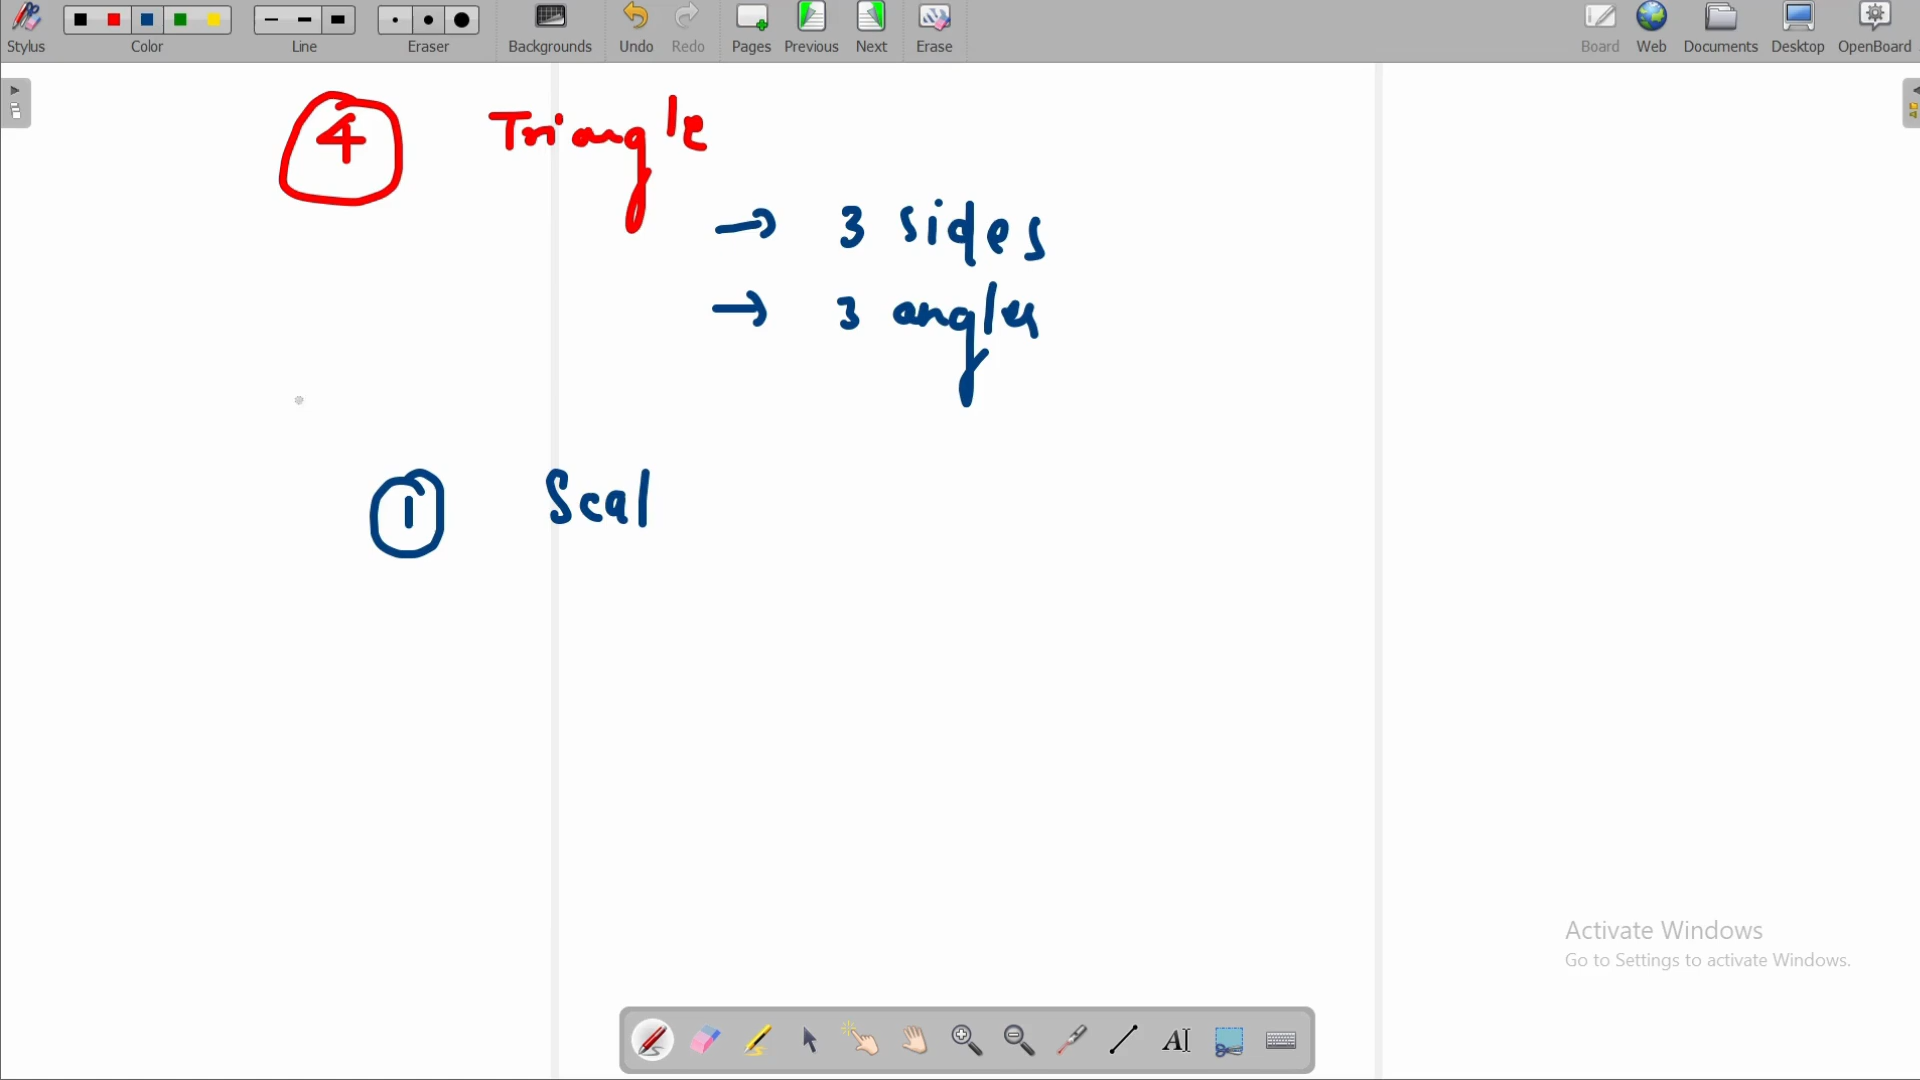 Stylus Color Line Eraser Backgrounds Undo Redo Pages Previous Next Erase Board Web Documents Desktop OpenBoard
4 Triangle
→ 3 sides
→ 3 angles
1 Scal
Activate Windows
Go to Settings to activate Windows.